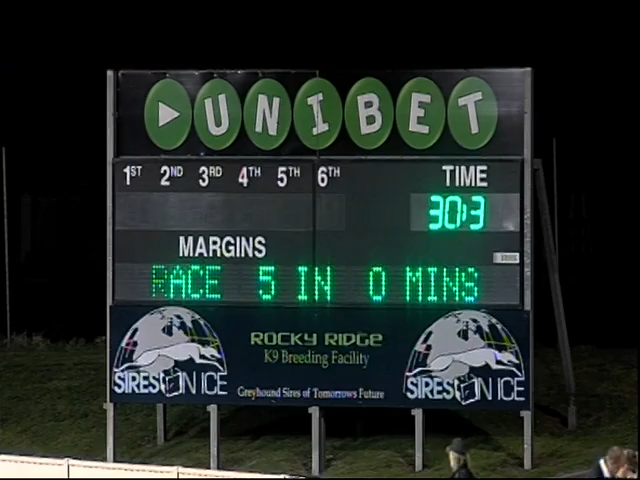 UNIBET
1ST 2ND 3RD 4TH 5TH 6TH TIME
30:3
MARGINS
RACE 5 IN 0 MINS
ROCKY RIDGE
K9 Breeding Facility
SIRES ON ICE
SIRES ON ICE
Greyhound Sires of Tomorrows Future